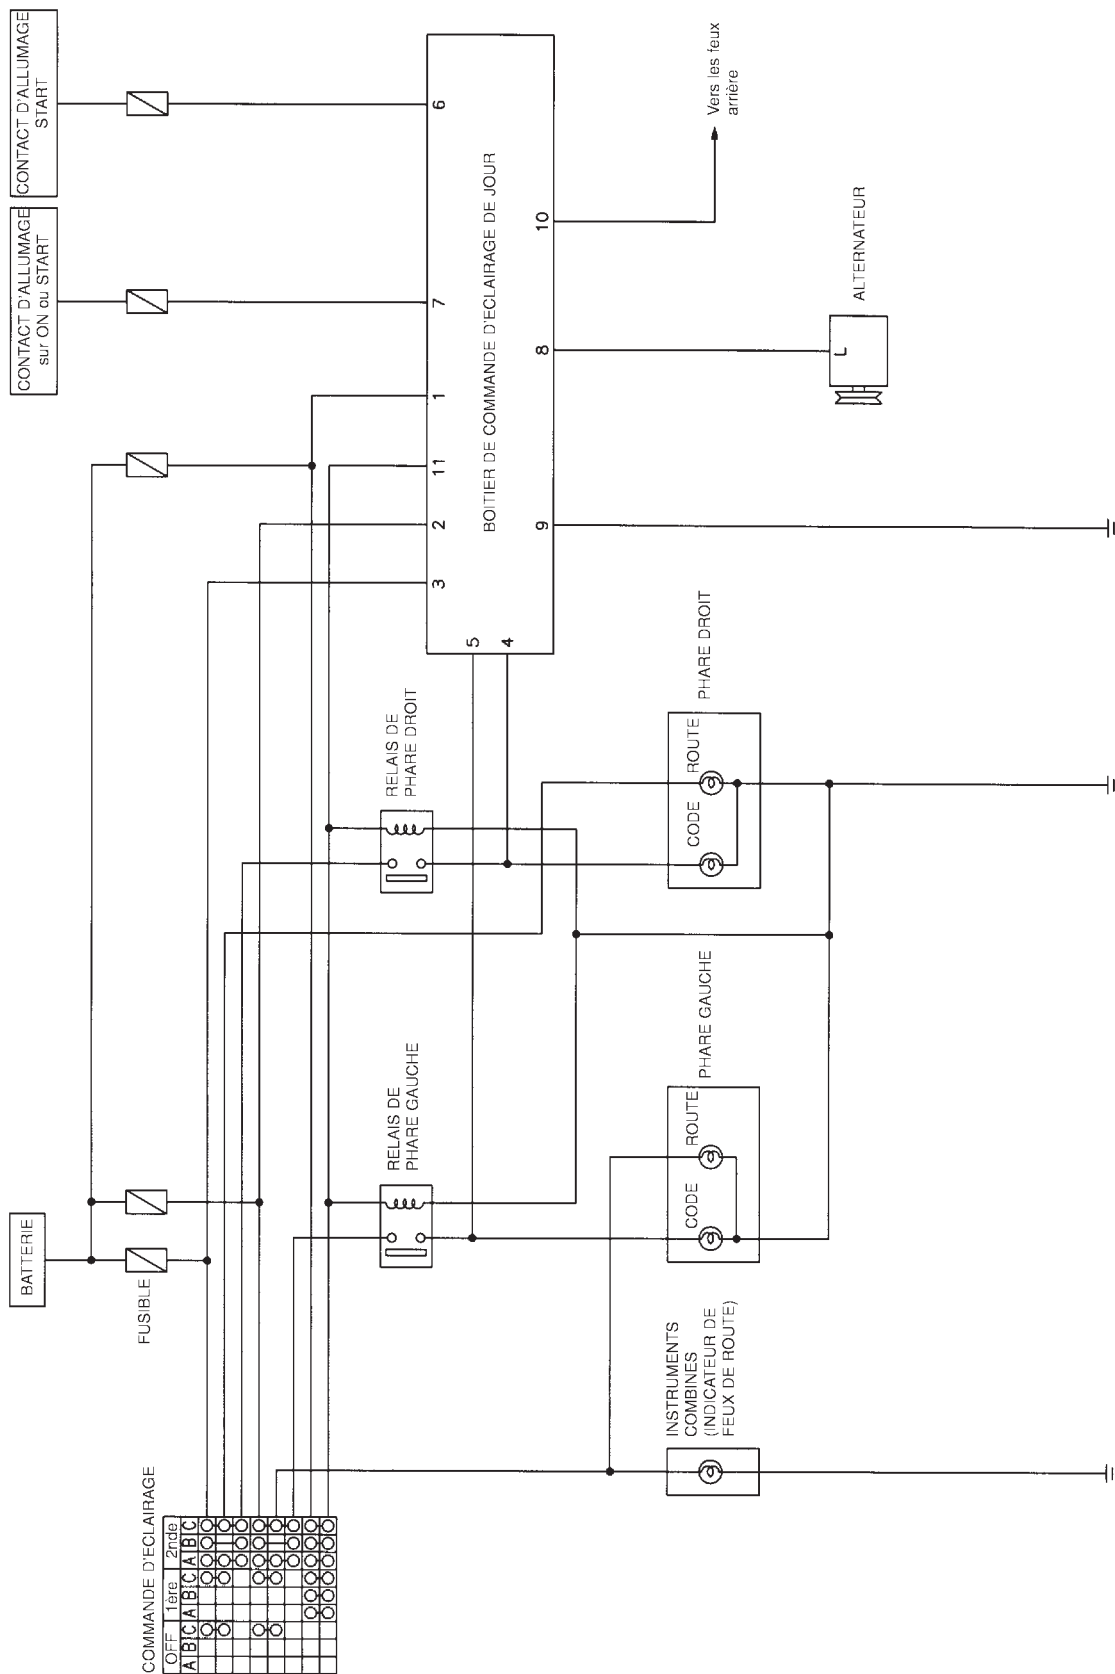 BATTERIE
CONTACT D'ALLUMAGE
sur ON ou START
CONTACT D'ALLUMAGE
START
FUSIBLE
COMMANDE D'ECLAIRAGE
OFF
1ère
2nde
A B C A B C A B C
RELAIS DE
PHARE GAUCHE
RELAIS DE
PHARE DROIT
3
2
11
1
7
6
5
4
BOITIER DE COMMANDE D'ECLAIRAGE DE JOUR
9
8
10
INSTRUMENTS
COMBINES
(INDICATEUR DE
FEUX DE ROUTE)
CODE
ROUTE
PHARE GAUCHE
CODE
ROUTE
PHARE DROIT
L
ALTERNATEUR
Vers les feux
arrière